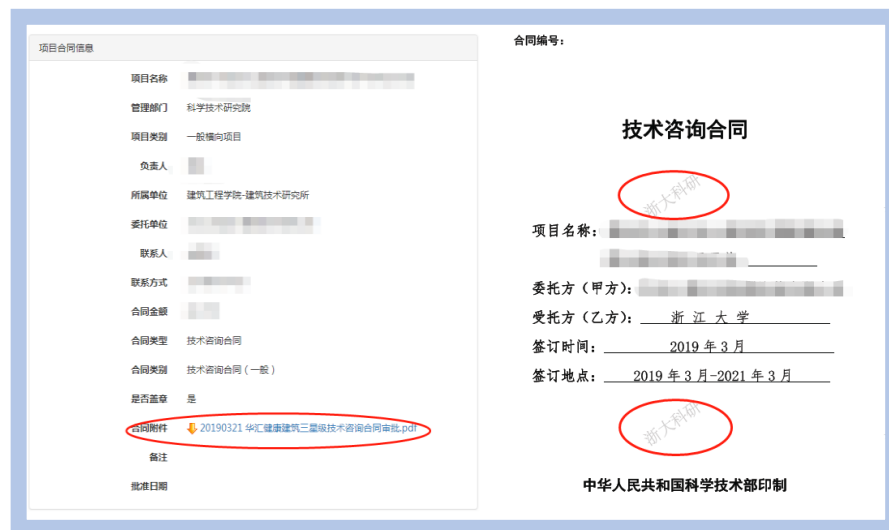 项目合同信息
项目名称
管理部门 科学技术研究院
项目类别 一般横向项目
负责人
所属单位 建筑工程学院-建筑技术研究所
委托单位
联系人
联系方式
合同金额
合同类型 技术咨询合同
合同类别 技术咨询合同（一般）
是否盖章 是
合同附件 20190321 华汇健康建筑三星级技术咨询合同审批.pdf
备注
批准日期
合同编号：
技术咨询合同
浙大科研
项目名称：
委托方（甲方）：
受托方（乙方）： 浙 江 大 学
签订时间： 2019 年 3 月
签订地点： 2019 年 3 月-2021 年 3 月
浙大科研
中华人民共和国科学技术部印制